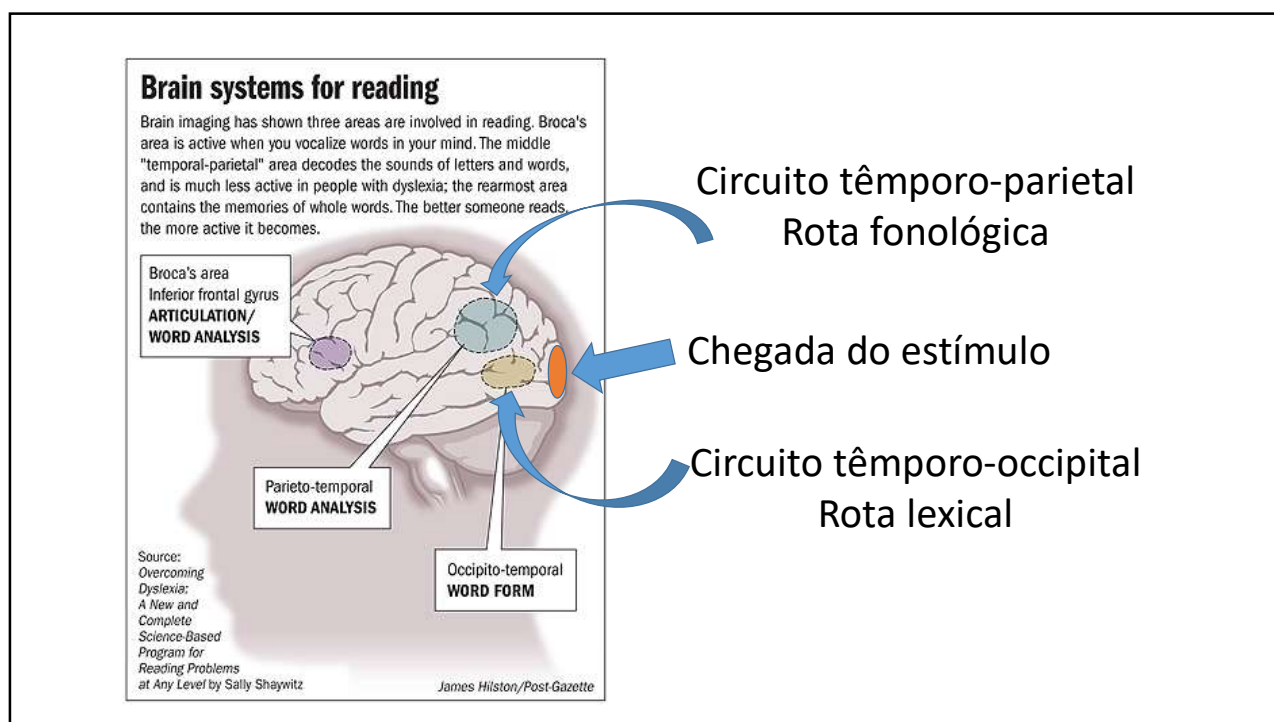 Brain systems for reading
Brain imaging has shown three areas are involved in reading. Broca's
area is active when you vocalize words in your mind. The middle
"temporal-parietal" area decodes the sounds of letters and words,
and is much less active in people with dyslexia; the rearmost area
contains the memories of whole words. The better someone reads,
the more active it becomes.
Broca's area
Inferior frontal gyrus
ARTICULATION/
WORD ANALYSIS
Parieto-temporal
WORD ANALYSIS
Occipito-temporal
WORD FORM
Source:
Overcoming
Dyslexia:
A New and
Complete
Science-Based
Program for
Reading Problems
at Any Level by Sally Shaywitz
James Hilston/Post-Gazette
Circuito têmporo-parietal
Rota fonológica
Chegada do estímulo
Circuito têmporo-occipital
Rota lexical